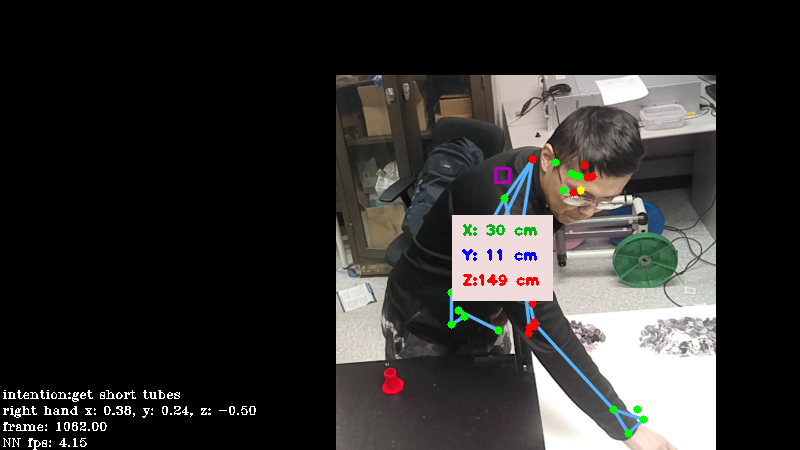 X: 30 cm
Y: 11 cm
Z:149 cm
intention:get short tubes
right hand x: 0.38, y: 0.24, z: -0.50
frame: 1062.00
NN fps: 4.15